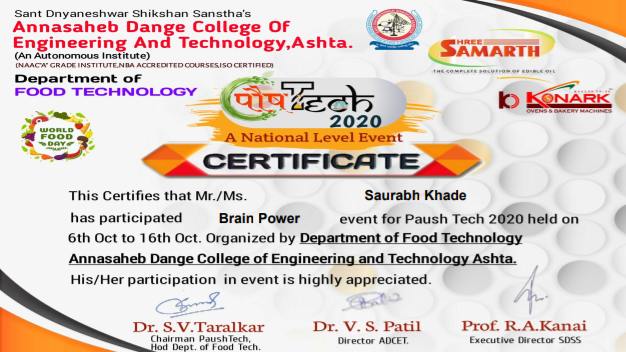 Sant Dnyaneshwar Shikshan Sanstha's
Annasaheb Dange College Of
Engineering And Technology,Ashta.
(An Autonomous Institute)
(NAAC'A' GRADE INSTITUTE,NBA ACCREDITED COURSES,ISO CERTIFIED)
Department of
FOOD TECHNOLOGY
SHREE
SAMARTH
THE COMPLETE SOLUTION OF EDIBLE OIL
KONARK
OVENS & BAKERY MACHINES
WORLD
FOOD
DAY
पौष Tech
2020
A National Level Event
CERTIFICATE
This Certifies that Mr./Ms. Saurabh Khade
has participated Brain Power event for Paush Tech 2020 held on
6th Oct to 16th Oct. Organized by Department of Food Technology
Annasaheb Dange College of Engineering and Technology Ashta.
His/Her participation in event is highly appreciated.
Dr. S.V.Taralkar Dr. V. S. Patil Prof. R.A.Kanai
Chairman PaushTech, Director ADCET. Executive Director SDSS
Hod Dept. of Food Tech.